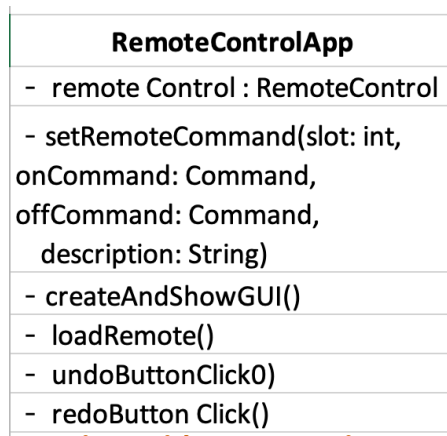 RemoteControlApp
- remote Control : RemoteControl
- setRemoteCommand(slot: int,
onCommand: Command,
offCommand: Command,
description: String)
- createAndShowGUI()
- loadRemote()
- undoButtonClick0)
- redoButton Click()